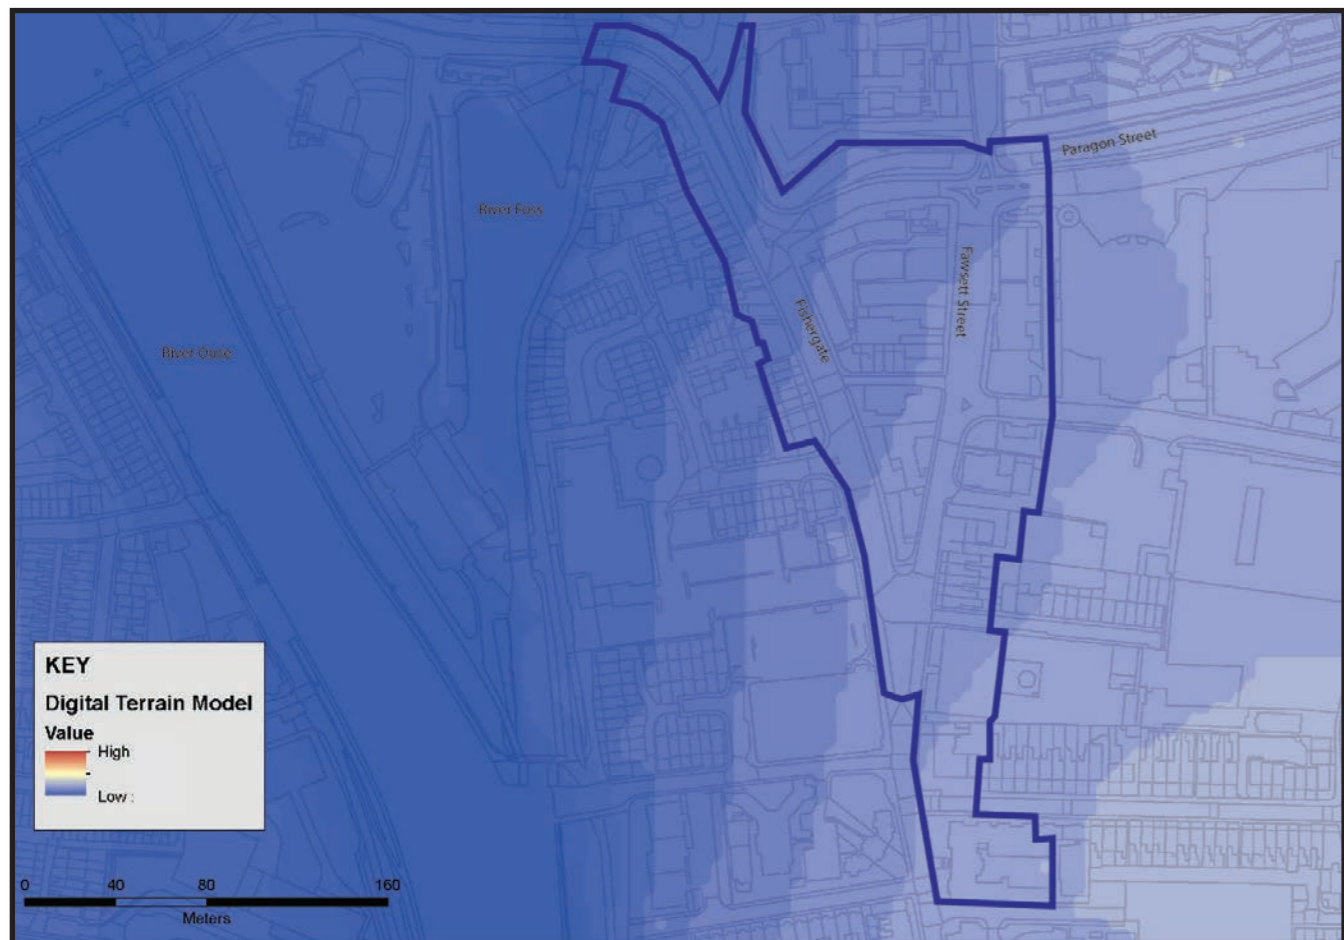 Paragon Street
River Foss
Fawsett Street
Fishergate
River Ouse
KEY
Digital Terrain Model
Value
High
Low :
0 40 80 160
Meters